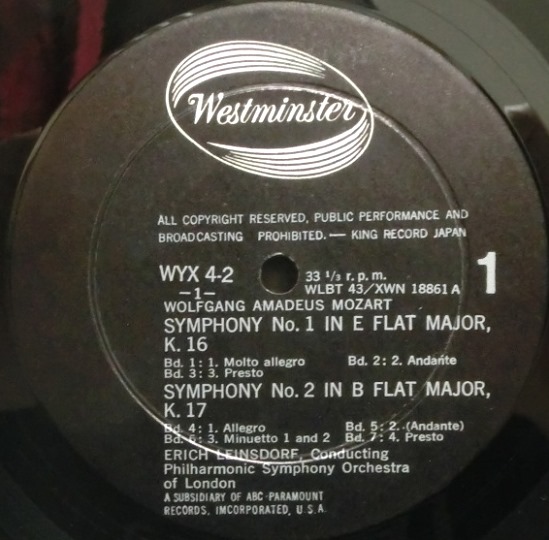 Westminster
ALL COPYRIGHT RESERVED, PUBLIC PERFORMANCE AND
BROADCASTING PROHIBITED. — KING RECORD JAPAN
WYX 4-2 33 1/3 r. p. m. 1
—1— WLBT 43/XWN 18861 A
WOLFGANG AMADEUS MOZART
SYMPHONY No. 1 IN E FLAT MAJOR,
K. 16
Bd. 1: 1. Molto allegro Bd. 2: 2. Andante
Bd. 3: 3. Presto
SYMPHONY No. 2 IN B FLAT MAJOR,
K. 17
Bd. 4: 1. Allegro Bd. 5: 2. (Andante)
Bd. 6: 3. Minuetto 1 and 2 Bd. 7: 4. Presto
ERICH LEINSDORF, Conducting
Philharmonic Symphony Orchestra
of London
A SUBSIDIARY OF ABC-PARAMOUNT
RECORDS, IMCORPORATED, U.S.A.